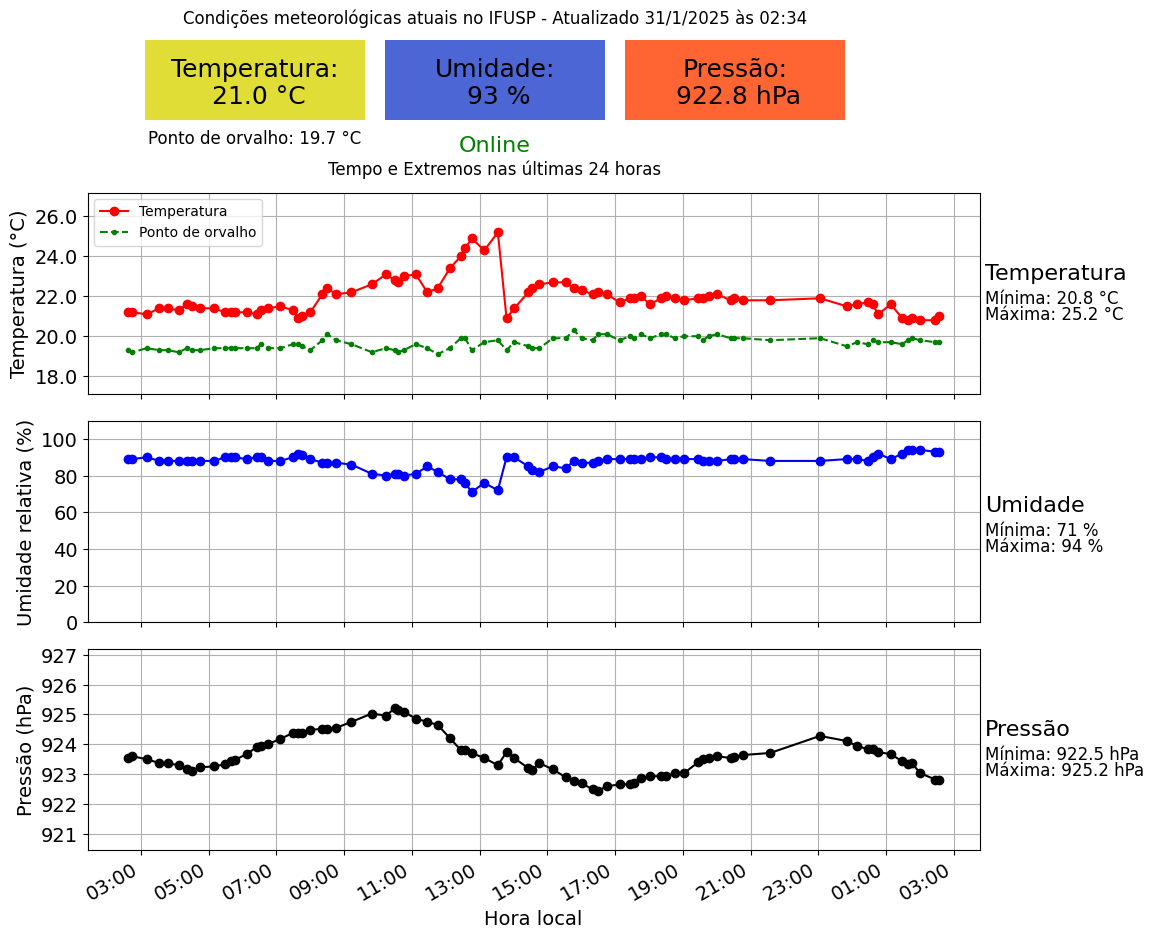 Condições meteorológicas atuais no IFUSP - Atualizado 31/1/2025 às 02:34
Temperatura:
21.0 °C
Umidade:
93 %
Pressão:
922.8 hPa
Ponto de orvalho: 19.7 °C
Online
Tempo e Extremos nas últimas 24 horas
Temperatura (°C)
26.0
24.0
22.0
20.0
18.0
Temperatura
Ponto de orvalho
Temperatura
Mínima: 20.8 °C
Máxima: 25.2 °C
Umidade relativa (%)
100
80
60
40
20
0
Umidade
Mínima: 71 %
Máxima: 94 %
Pressão (hPa)
927
926
925
924
923
922
921
Pressão
Mínima: 922.5 hPa
Máxima: 925.2 hPa
03:00 05:00 07:00 09:00 11:00 13:00 15:00 17:00 19:00 21:00 23:00 01:00 03:00
Hora local